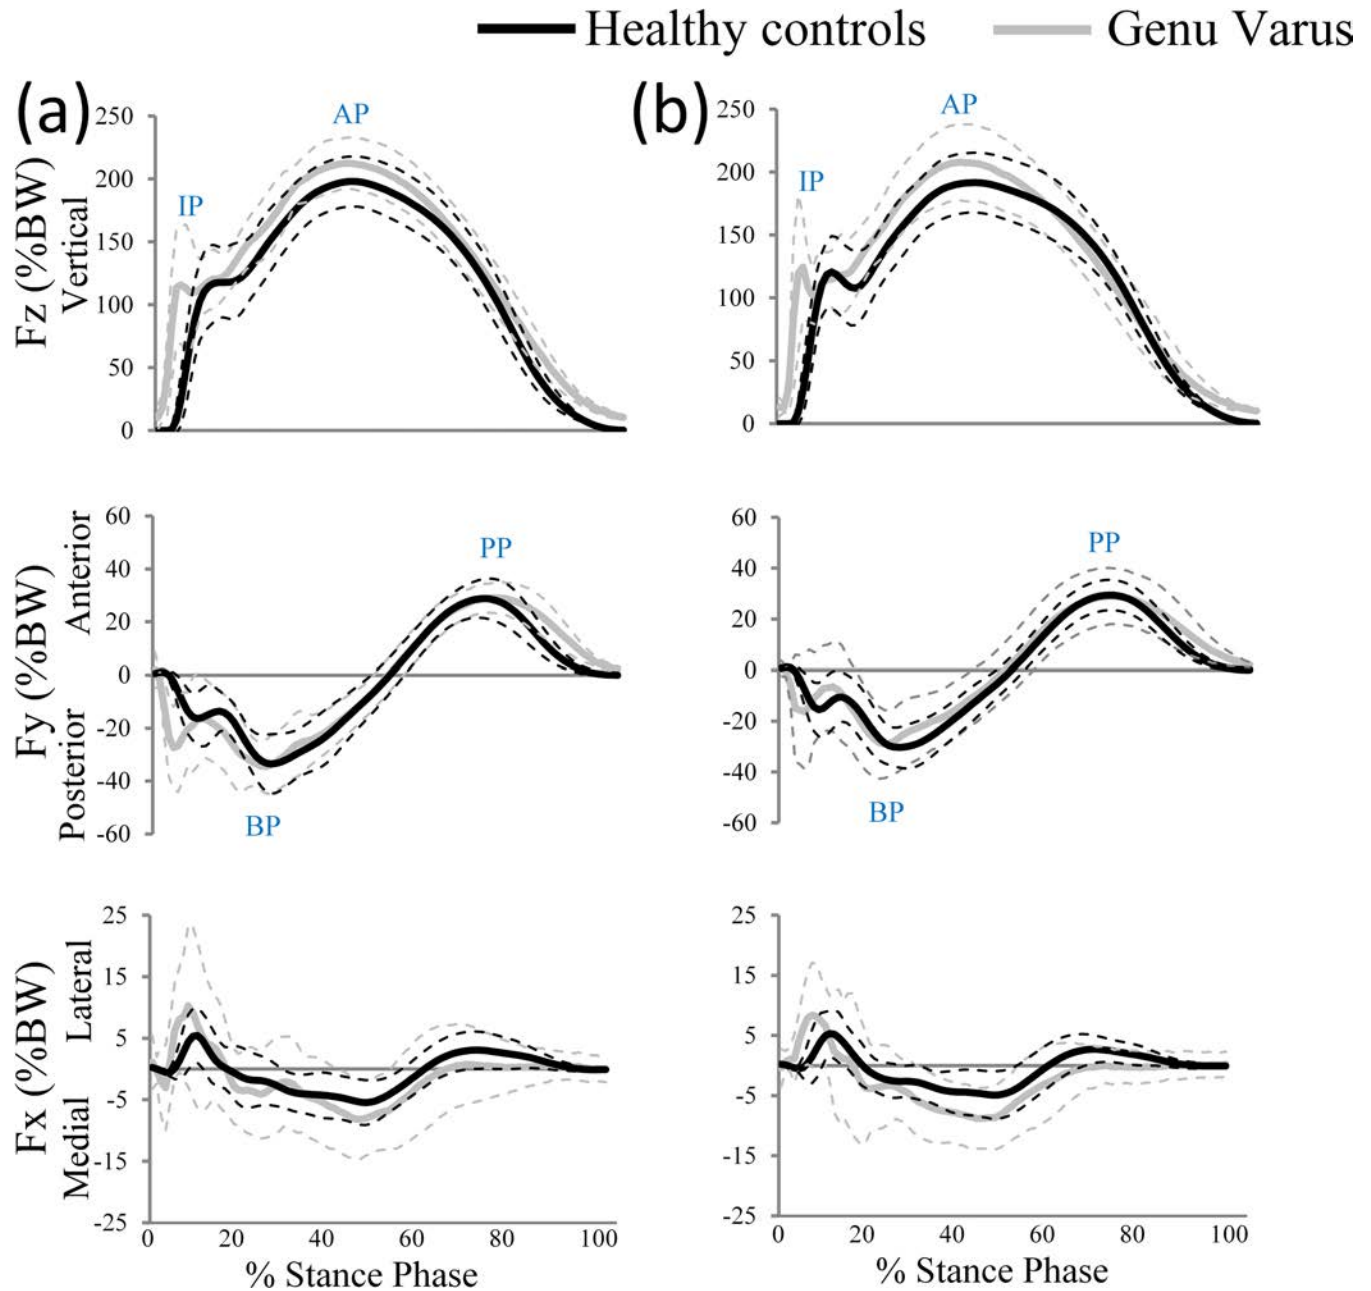 Healthy controls Genu Varus
(a) (b)
Fz (%BW)
Vertical
250
200
150
100
50
0
IP
AP
250
200
150
100
50
0
IP
AP
Fy (%BW)
Posterior Anterior
60
40
20
0
-20
-40
-60
PP
BP
60
40
20
0
-20
-40
-60
PP
BP
Fx (%BW)
Medial Lateral
25
15
5
-5
-15
-25
0 20 40 60 80 100
% Stance Phase
25
15
5
-5
-15
-25
0 20 40 60 80 100
% Stance Phase